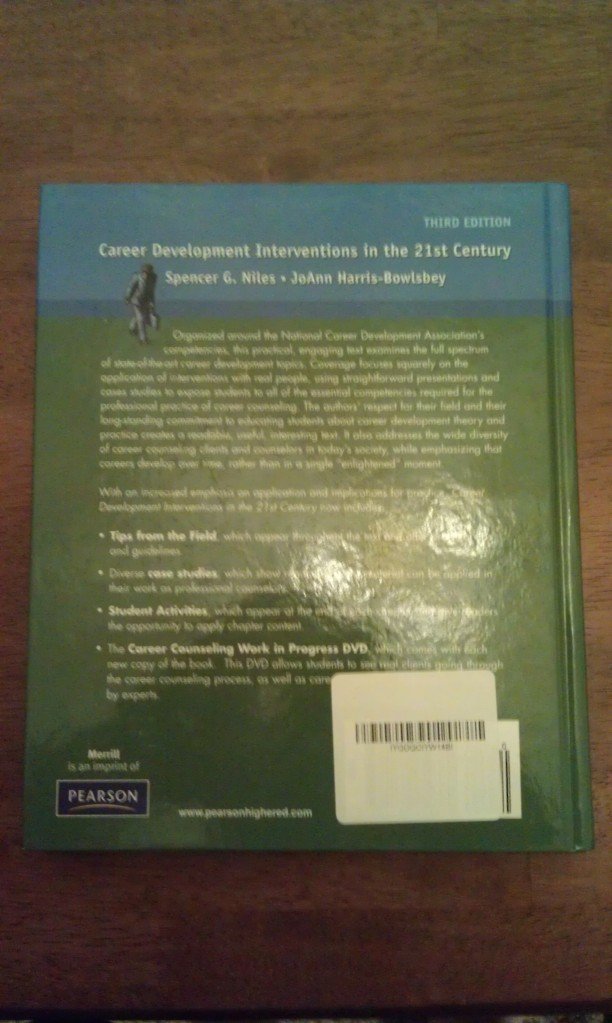 THIRD EDITION
Career Development Interventions in the 21st Century
Spencer G. Niles • JoAnn Harris-Bowlsbey
Organized around the National Career Development Association's
competencies, this practical, engaging text examines the full spectrum
of state-of-the-art career development topics. Coverage focuses squarely on the
application of interventions with real people, using straightforward presentations and
cases studies to expose students to all of the essential competencies required for the
professional practice of career counseling. The authors' respect for their field and their
long-standing commitment to educating students about career development theory and
practice creates a readable, useful, interesting text. It also addresses the wide diversity
of career counseling clients and counselors in today's society, while emphasizing that
careers develop over time, rather than in a single "enlightened" moment.
With an increased emphasis on application and implications for
Development Interventions in the 21st Century now includes
• Tips from the Field, which appear throughout the text and
and guidelines
• Diverse case studies, which show can be applied in
their work as professional
• Student Activities, which appear at the end
the opportunity to apply chapter content
• The Career Counseling Work in Progress DVD, which comes with each
new copy of the book. This DVD allows students to see real clients going through
the career counseling process, as well as
by experts.
Merrill
is an imprint of
PEARSON
www.pearsonhighered.com